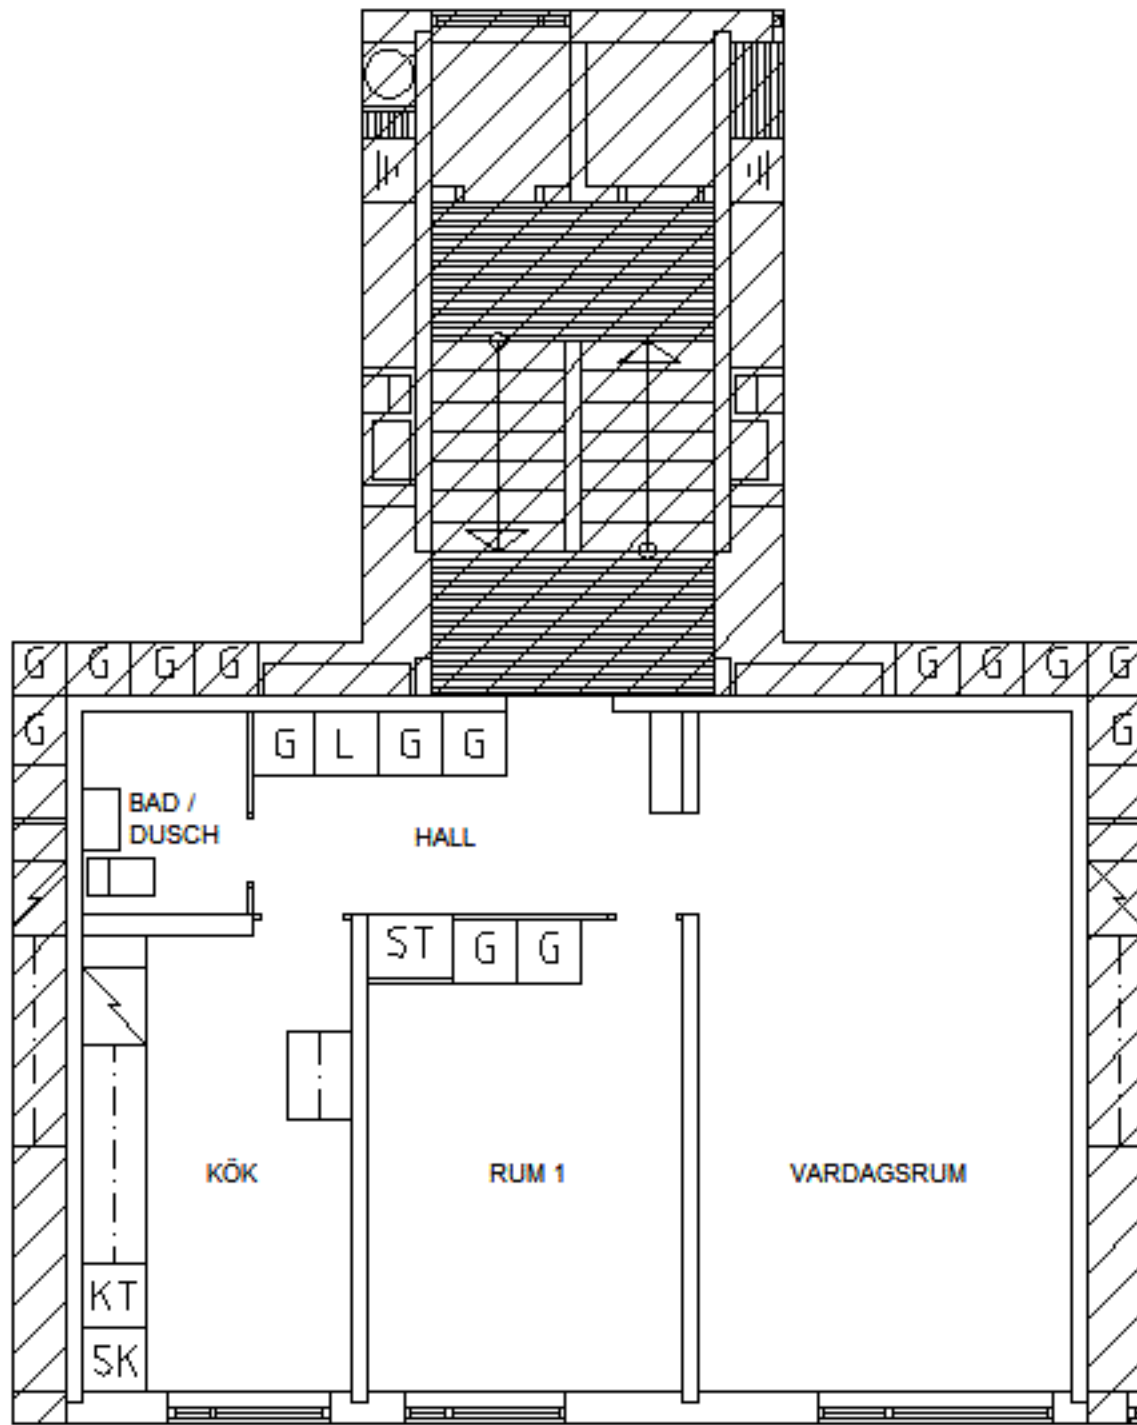 G G G G
G G G G
G
G
G L G G
BAD /
DUSCH
HALL
ST G G
KÖK
RUM 1
VARDAGSRUM
KT
SK